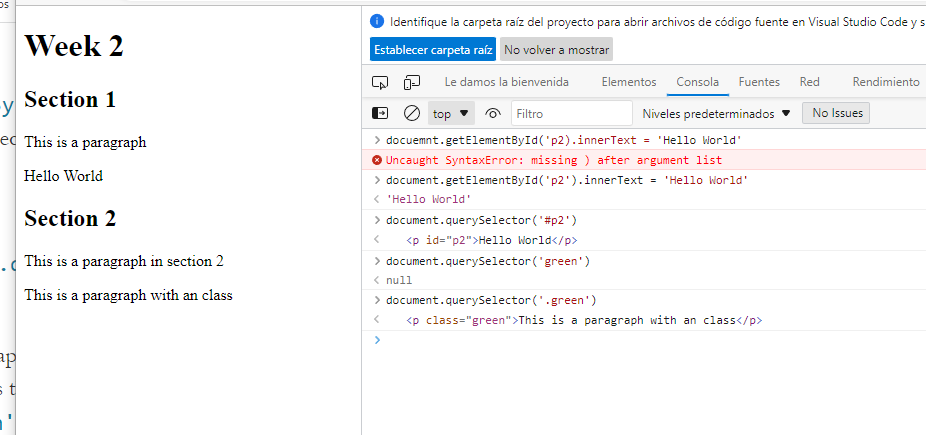 Week 2
Section 1
This is a paragraph
Hello World
Section 2
This is a paragraph in section 2
This is a paragraph with an class
Identifique la carpeta raíz del proyecto para abrir archivos de código fuente en Visual Studio Code y s
Establecer carpeta raíz No volver a mostrar
Le damos la bienvenida Elementos Consola Fuentes Red Rendimiento
top Filtro Niveles predeterminados No Issues
docuemnt.getElementById('p2).innerText = 'Hello World'
Uncaught SyntaxError: missing ) after argument list
document.getElementById('p2').innerText = 'Hello World'
'Hello World'
document.querySelector('#p2')
<p id="p2">Hello World</p>
document.querySelector('green')
null
document.querySelector('.green')
<p class="green">This is a paragraph with an class</p>